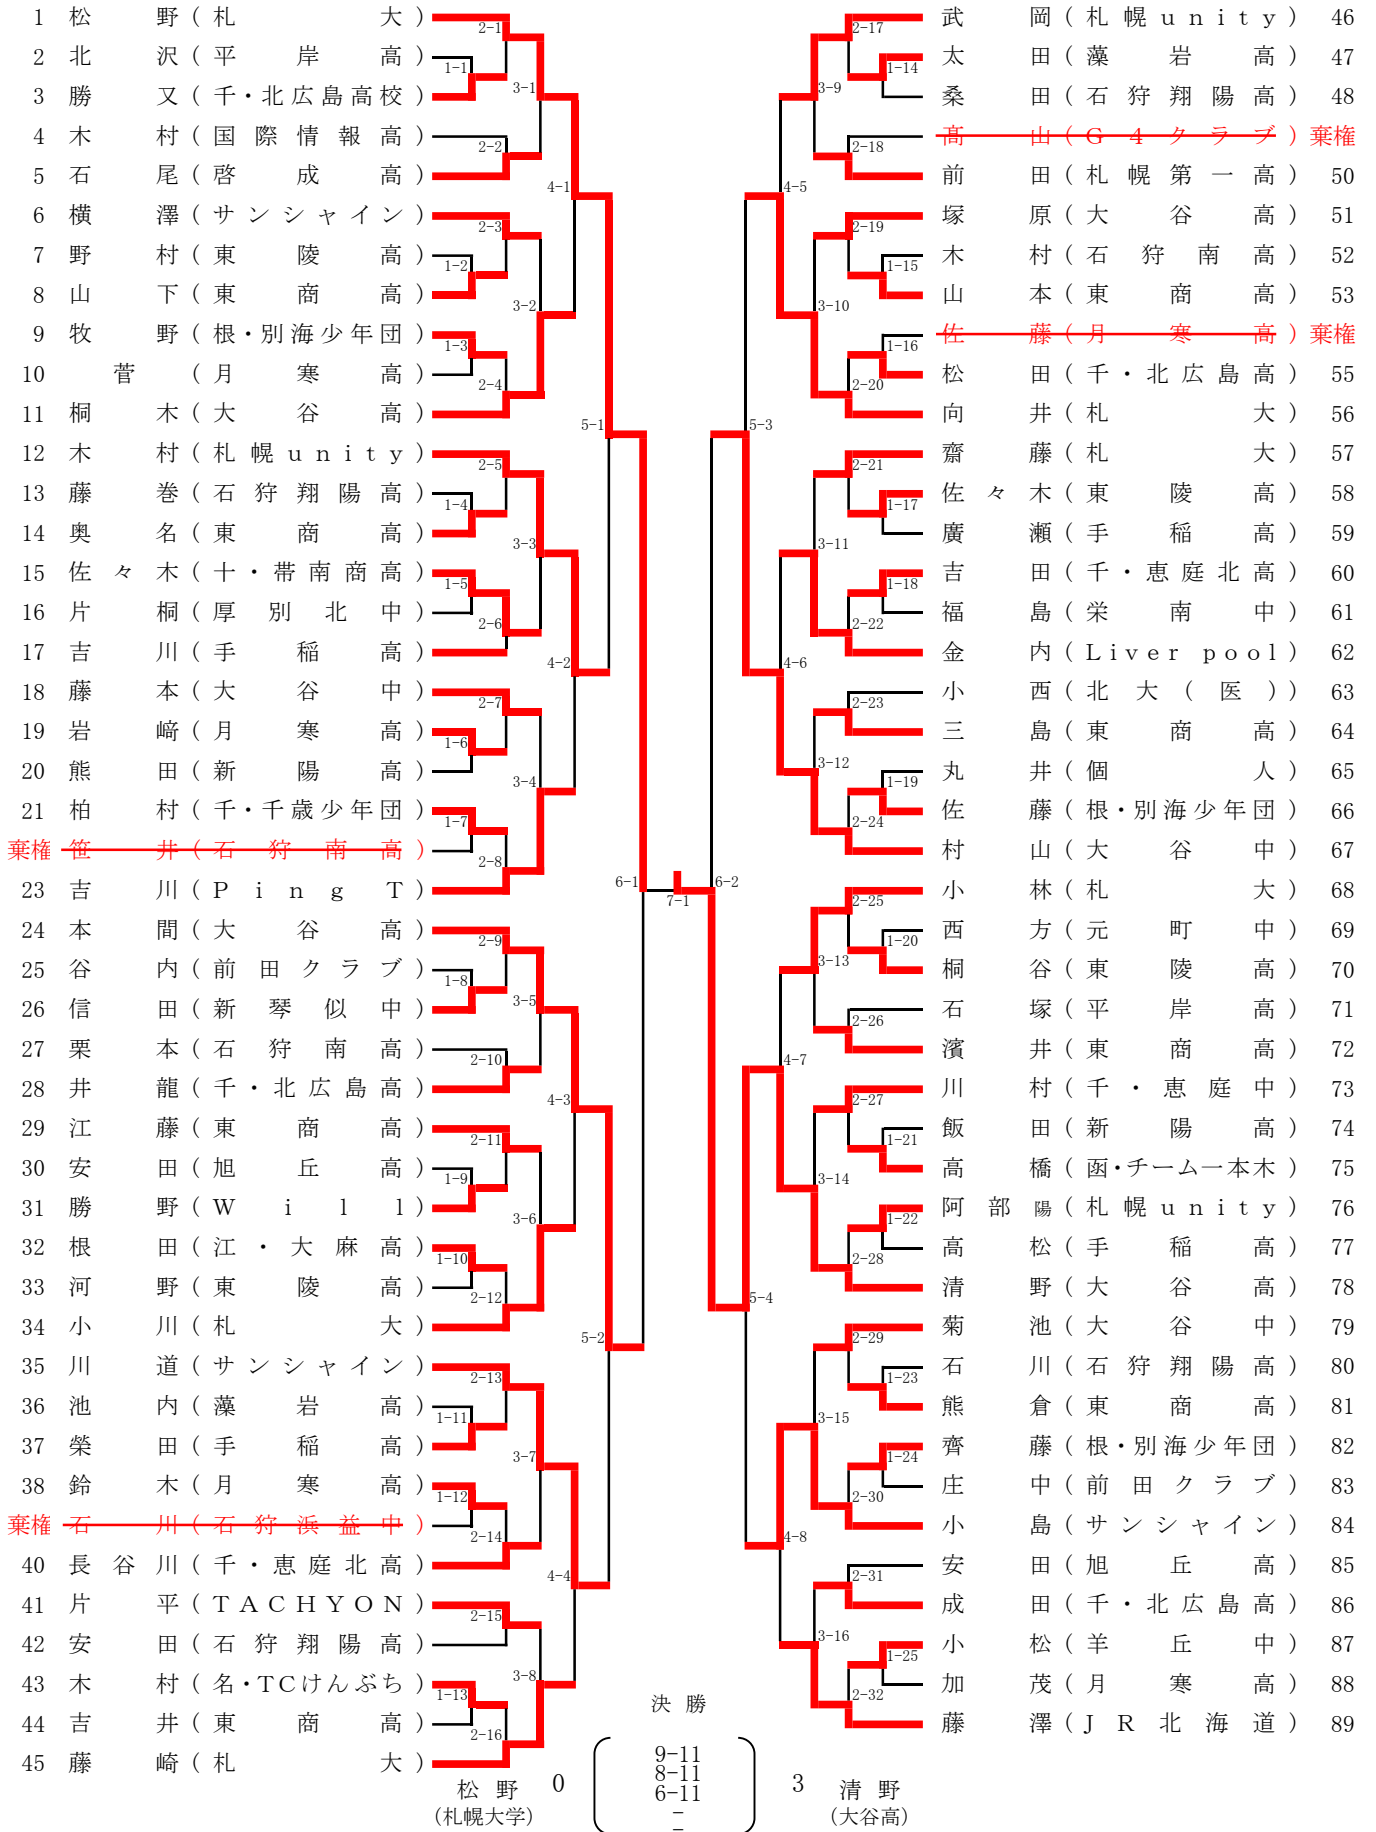 1 松野(札大)
2 北沢(平岸高)
3 勝又(千・北広島高校)
4 木村(国際情報高)
5 石尾(啓成高)
6 横澤(サンシャイン)
7 野村(東陵高)
8 山下(東商高)
9 牧野(根・別海少年団)
10 菅(月寒高)
11 桐木(大谷高)
12 木村(札幌unity)
13 藤巻(石狩翔陽高)
14 奥名(東商高)
15 佐々木(十・帯南商高)
16 片桐(厚別北中)
17 吉川(手稲高)
18 藤本(大谷中)
19 岩﨑(月寒高)
20 熊田(新陽高)
21 柏村(千・千歳少年団)
棄権 笹井(石狩南高)
23 吉川(PingT)
24 本間(大谷高)
25 谷内(前田クラブ)
26 信田(新琴似中)
27 栗本(石狩南高)
28 井龍(千・北広島高)
29 江藤(東商高)
30 安田(旭丘高)
31 勝野(Will)
32 根田(江・大麻高)
33 河野(東陵高)
34 小川(札大)
35 川道(サンシャイン)
36 池内(藻岩高)
37 榮田(手稲高)
38 鈴木(月寒高)
棄権 石川(石狩浜益中)
40 長谷川(千・恵庭北高)
41 片平(TACHYON)
42 安田(石狩翔陽高)
43 木村(名・TCけんぶち)
44 吉井(東商高)
45 藤崎(札大)
1-1
1-2
1-3
1-4
1-5
1-6
1-7
1-8
1-9
1-10
1-11
1-12
1-13
2-1
2-2
2-3
2-4
2-5
2-6
2-7
2-8
2-9
2-10
2-11
2-12
2-13
2-14
2-15
2-16
3-1
3-2
3-3
3-4
3-5
3-6
3-7
3-8
4-1
4-2
4-3
4-4
5-1
5-2
6-1
7-1
6-2
5-3
5-4
4-5
4-6
4-7
4-8
3-9
3-10
3-11
3-12
3-13
3-14
3-15
3-16
2-17
2-18
2-19
2-20
2-21
2-22
2-23
2-24
2-25
2-26
2-27
2-28
2-29
2-30
2-31
2-32
1-14
1-15
1-16
1-17
1-18
1-19
1-20
1-21
1-22
1-23
1-24
1-25
武岡(札幌unity) 46
太田(藻岩高) 47
桑田(石狩翔陽高) 48
髙山(G4クラブ) 棄権
前田(札幌第一高) 50
塚原(大谷高) 51
木村(石狩南高) 52
山本(東商高) 53
佐藤(月寒高) 棄権
松田(千・北広島高) 55
向井(札大) 56
齋藤(札大) 57
佐々木(東陵高) 58
廣瀬(手稲高) 59
吉田(千・恵庭北高) 60
福島(栄南中) 61
金内(Liver pool) 62
小西(北大(医)) 63
三島(東商高) 64
丸井(個人) 65
佐藤(根・別海少年団) 66
村山(大谷中) 67
小林(札大) 68
西方(元町中) 69
桐谷(東陵高) 70
石塚(平岸高) 71
濱井(東商高) 72
川村(千・恵庭中) 73
飯田(新陽高) 74
高橋(函・チーム一本木) 75
阿部陽(札幌unity) 76
高松(手稲高) 77
清野(大谷高) 78
菊池(大谷中) 79
石川(石狩翔陽高) 80
熊倉(東商高) 81
齊藤(根・別海少年団) 82
庄中(前田クラブ) 83
小島(サンシャイン) 84
安田(旭丘高) 85
成田(千・北広島高) 86
小松(羊丘中) 87
加茂(月寒高) 88
藤澤(JR北海道) 89
決勝
9-11
8-11
6-11
-
-
松野 0
(札幌大学)
3 清野
(大谷高)